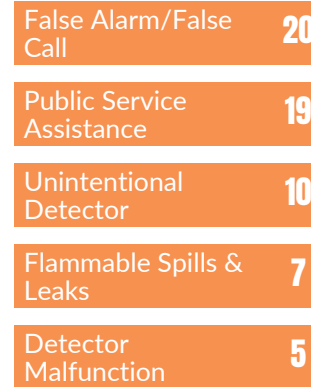 False Alarm/False
Call
20
Public Service
Assistance
19
Unintentional
Detector
10
Flammable Spills &
Leaks
7
Detector
Malfunction
5